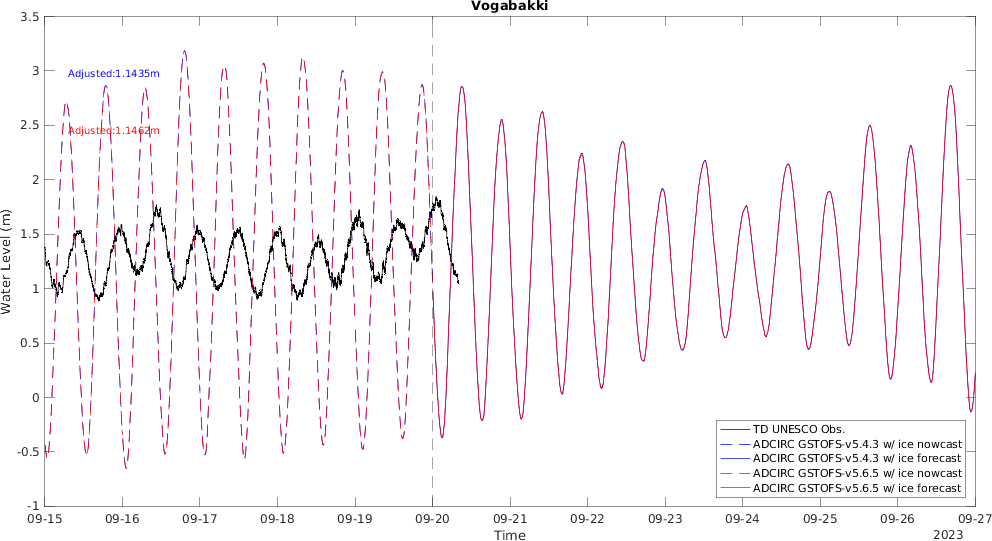 Vogabakki
3.5
3
2.5
2
1.5
1
0.5
0
-0.5
-1
Water Level (m)
Adjusted:1.1435m
Adjusted:1.1462m
TD UNESCO Obs.
ADCIRC GSTOFS-v5.4.3 w/ ice nowcast
ADCIRC GSTOFS-v5.4.3 w/ ice forecast
ADCIRC GSTOFS-v5.6.5 w/ ice nowcast
ADCIRC GSTOFS-v5.6.5 w/ ice forecast
09-15 09-16 09-17 09-18 09-19 09-20 09-21 09-22 09-23 09-24 09-25 09-26 09-27
Time
2023